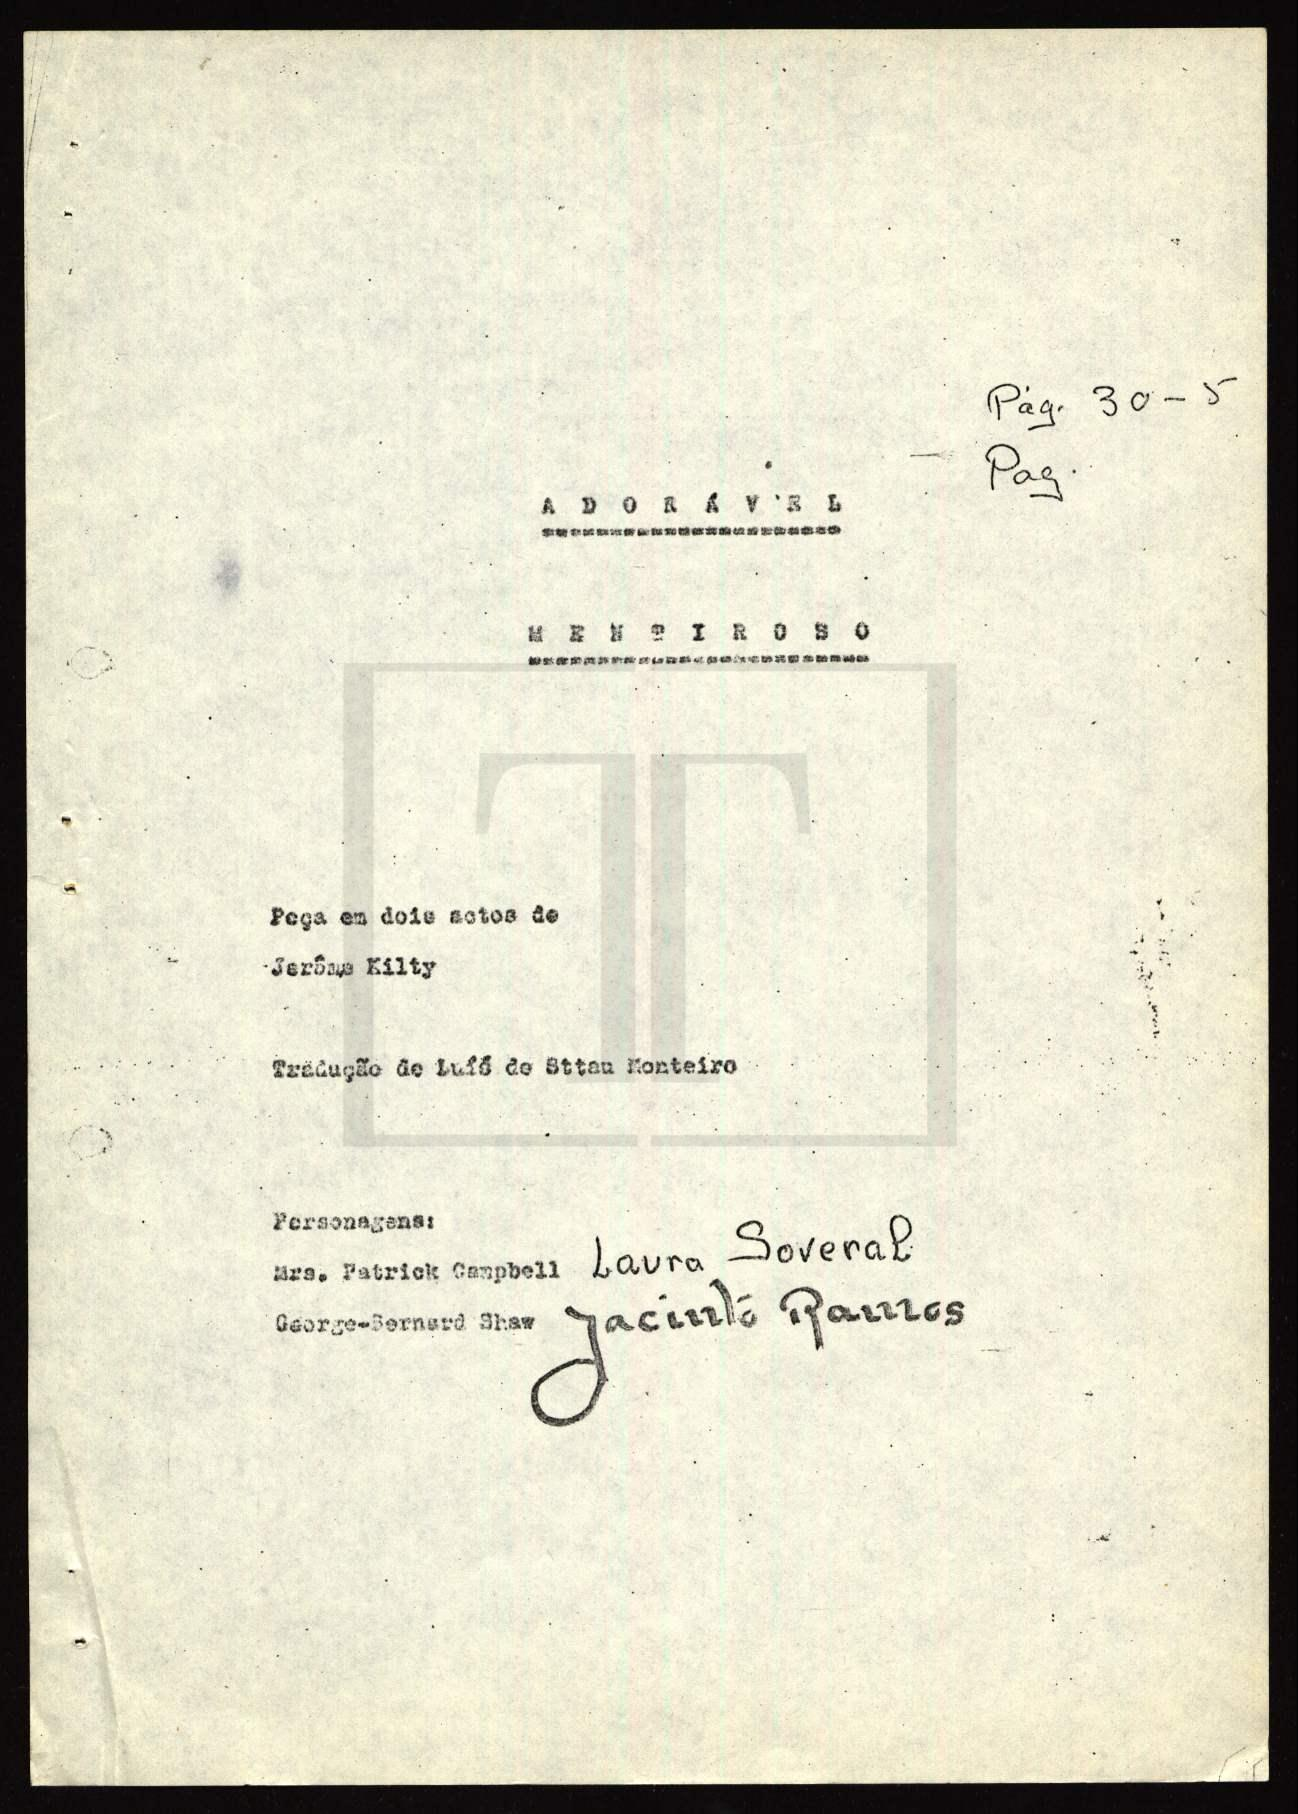 Pág. 30 - 5
Pag.
A D O R Á V E L
M E N T I R O S O
Peça em dois actos de
Jerôme Kilty
Tradução de Luíś de Sttau Monteiro
Personagens:
Mrs. Patrick Campbell Laura Soveral
George-Bernard Shaw Jacinto Ramos